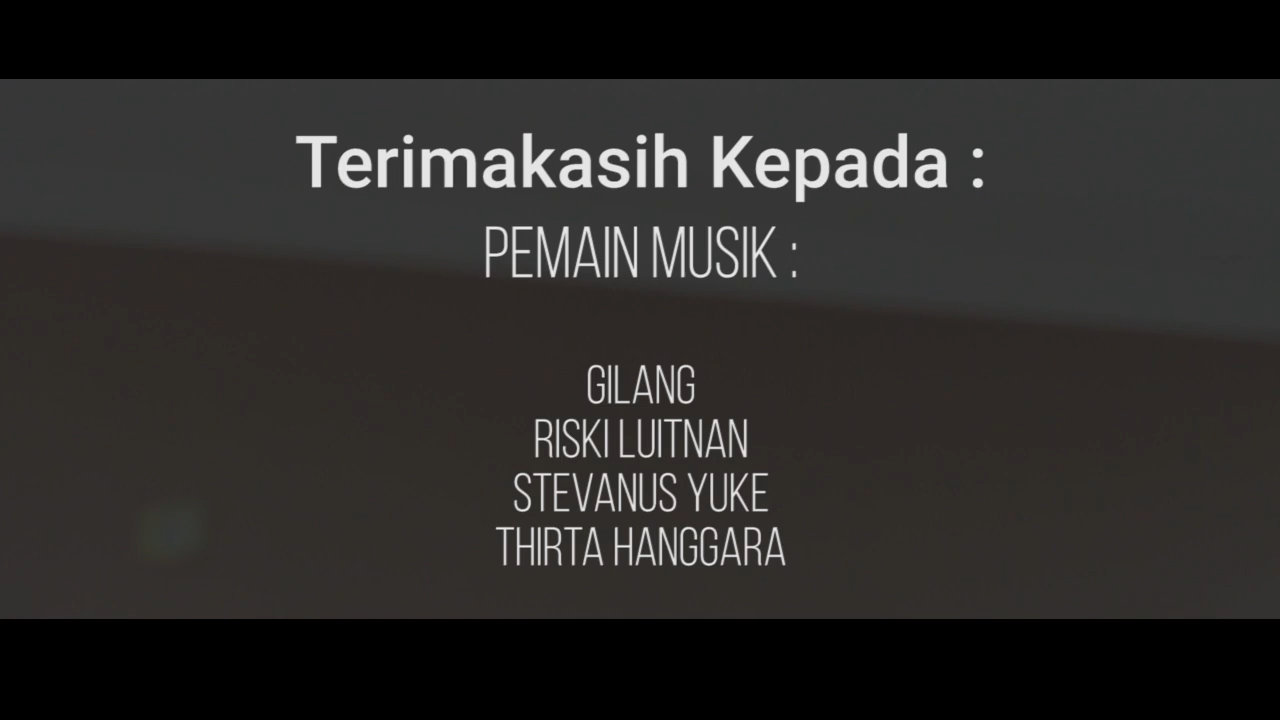 Terimakasih Kepada :
PEMAIN MUSIK :
GILANG
RISKI LUITNAN
STEVANUS YUKE
THIRTA HANGGARA